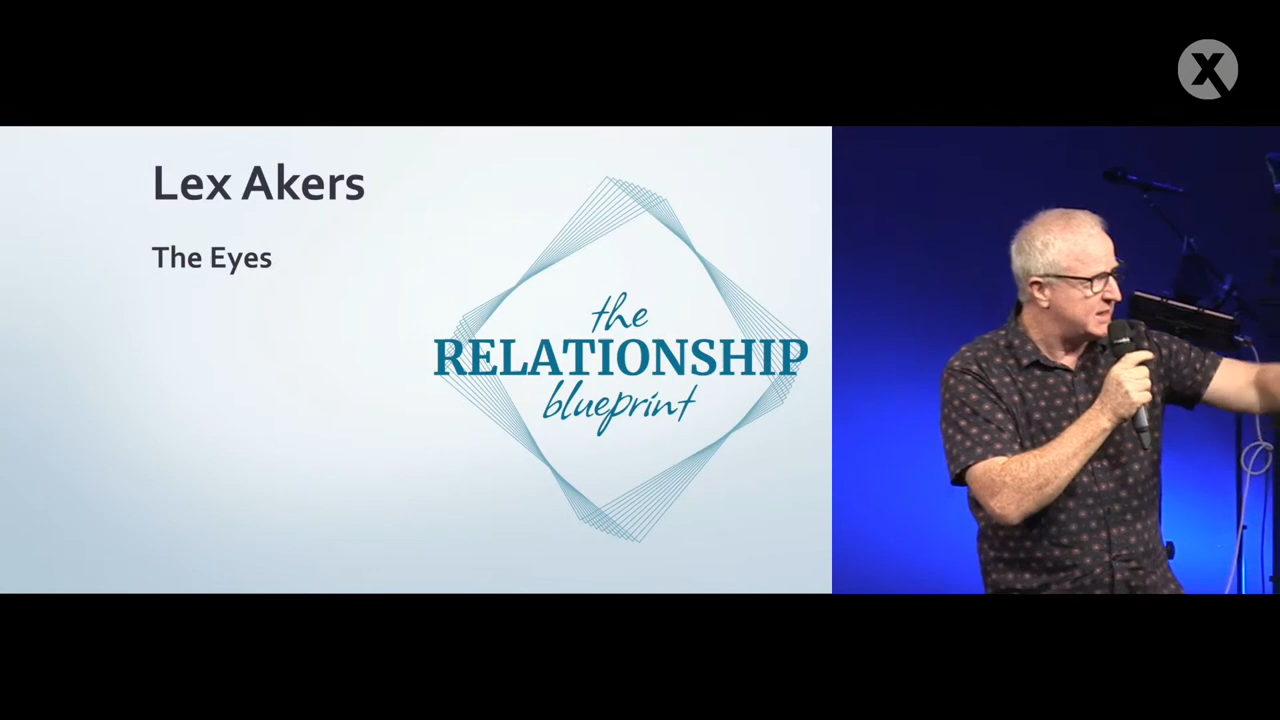 Lex Akers
The Eyes
the
RELATIONSHIP
blueprint
X